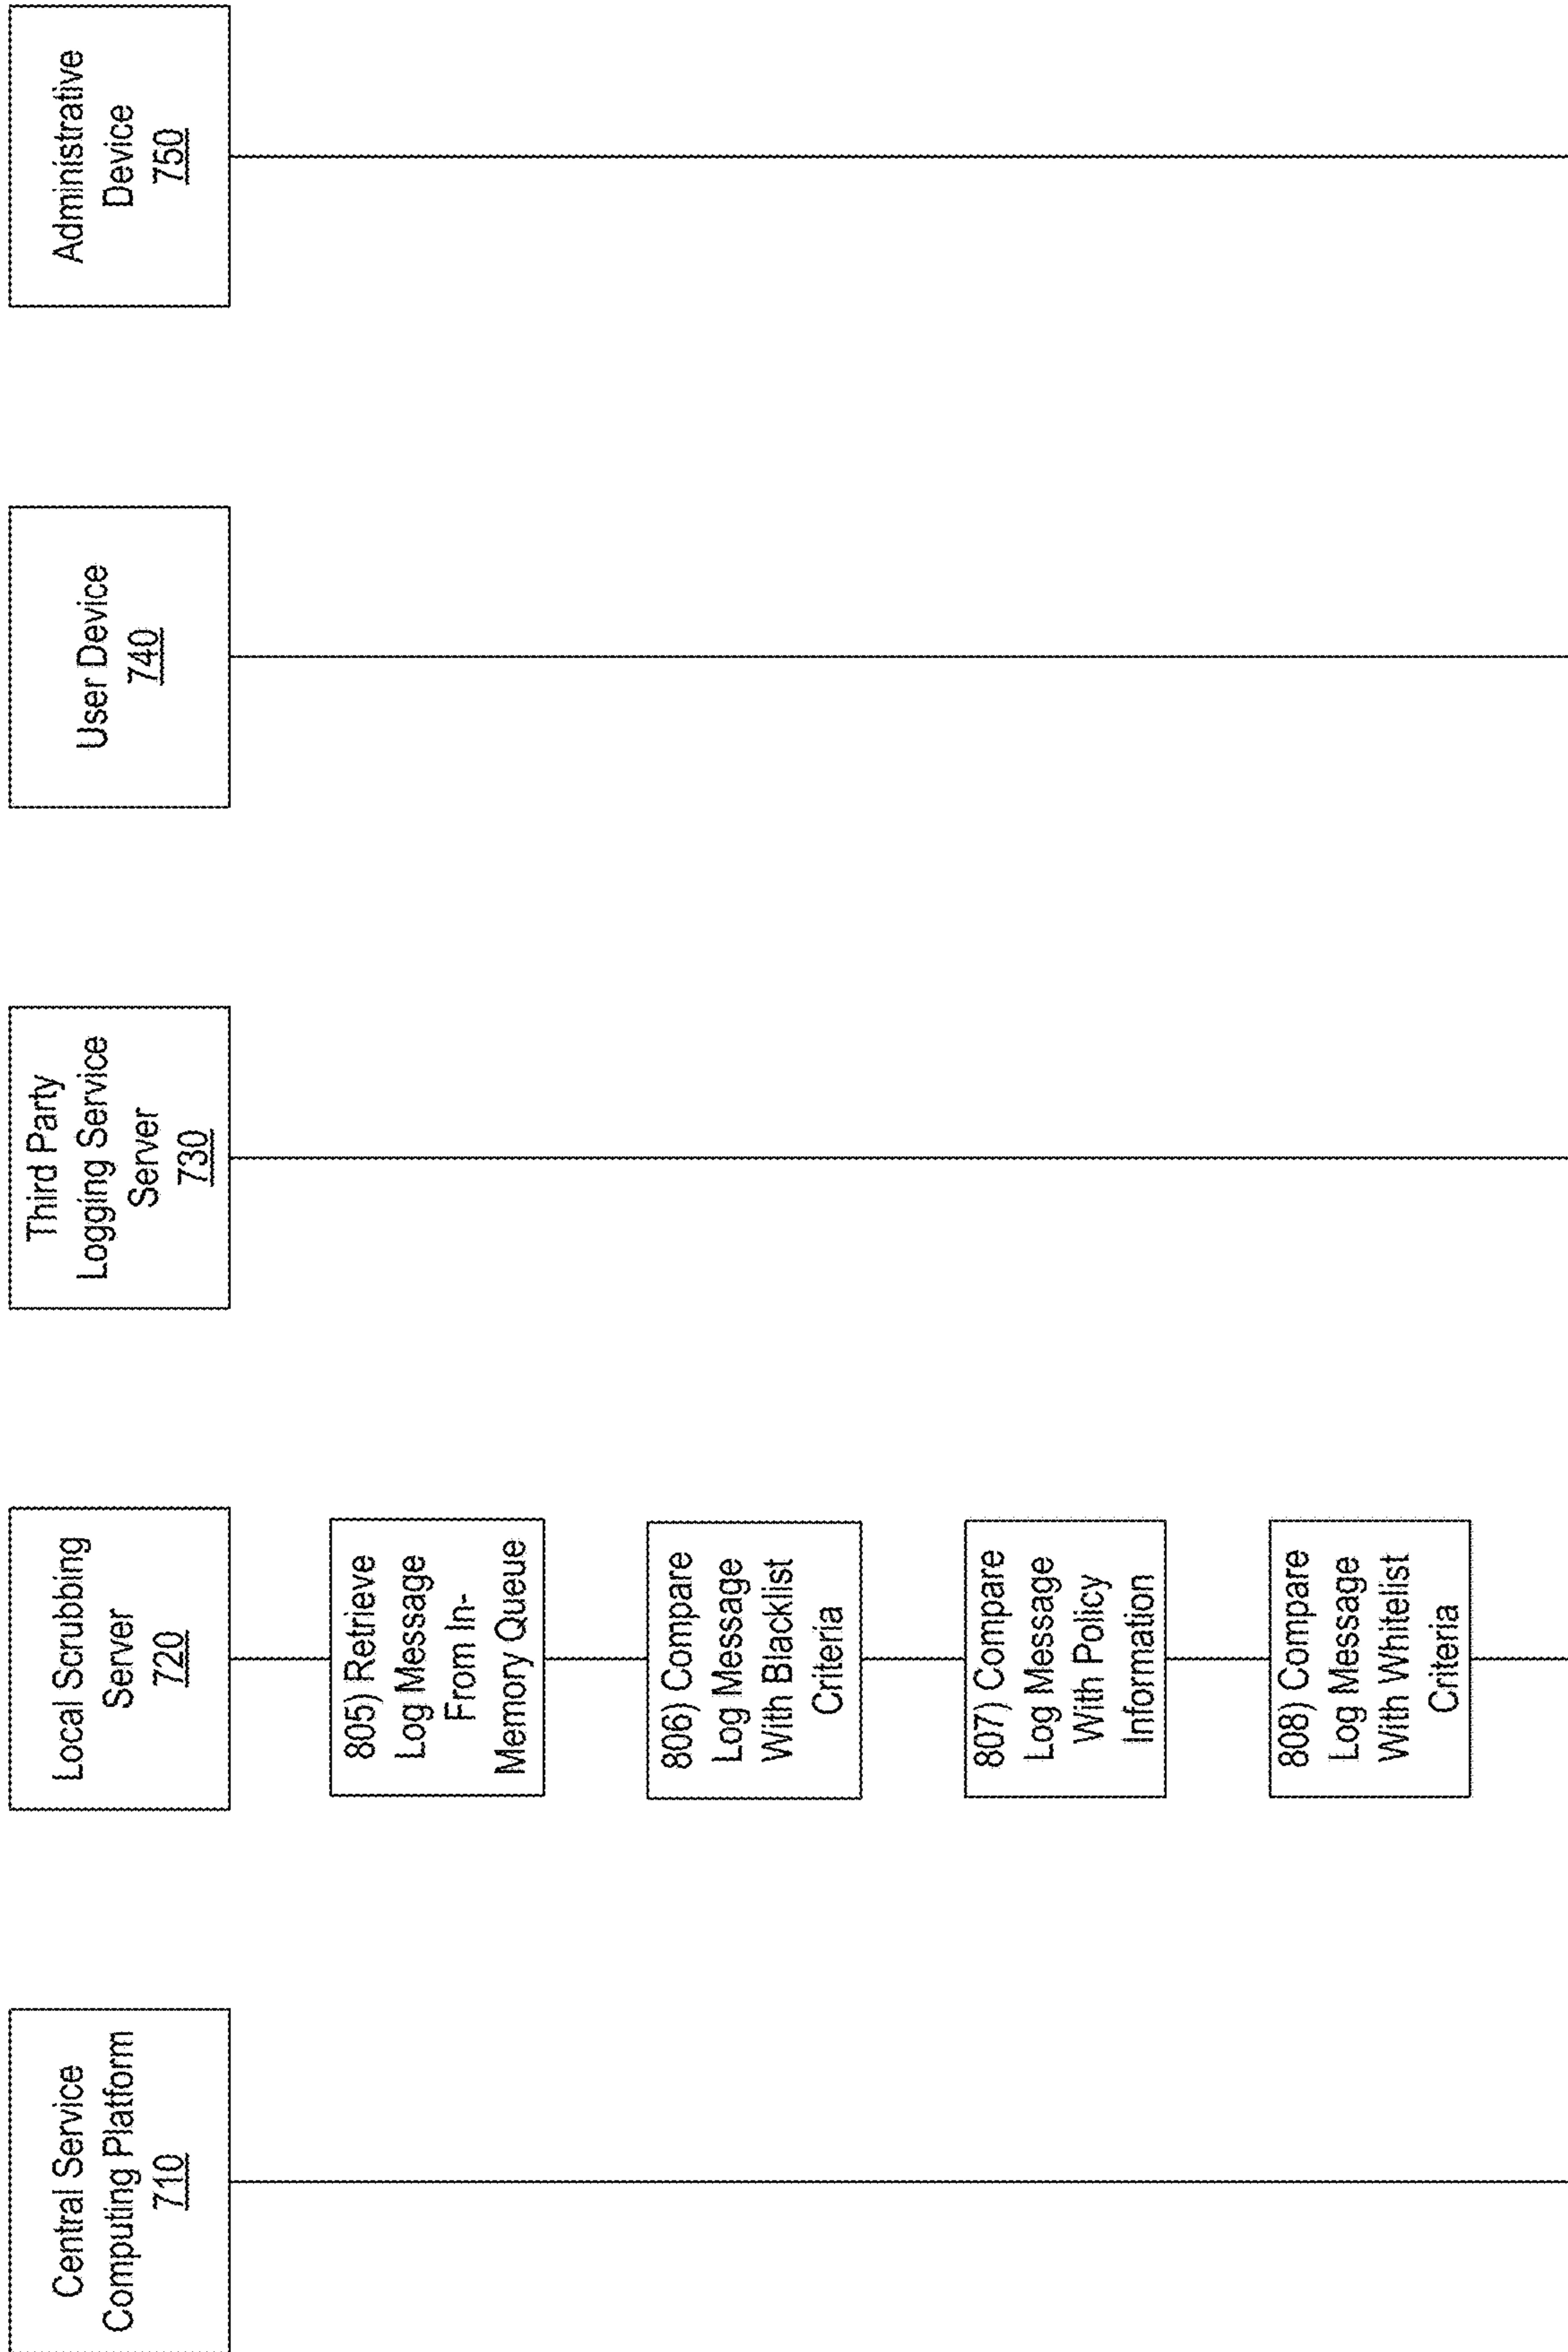 Central Service
Computing Platform
710
Local Scrubbing
Server
720
Third Party
Logging Service
Server
730
User Device
740
Administrative
Device
750
805) Retrieve
Log Message
From In-
Memory Queue
806) Compare
Log Message
With Blacklist
Criteria
807) Compare
Log Message
With Policy
Information
808) Compare
Log Message
With Whitelist
Criteria